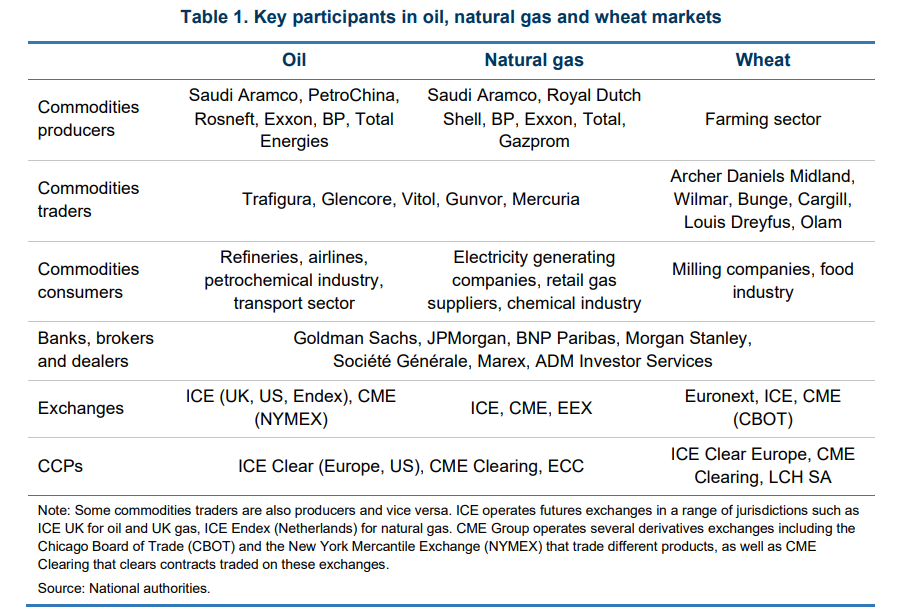 Table 1. Key participants in oil, natural gas and wheat markets
Oil Natural gas Wheat
Commodities producers
Saudi Aramco, PetroChina,
Rosneft, Exxon, BP, Total
Energies
Saudi Aramco, Royal Dutch
Shell, BP, Exxon, Total,
Gazprom
Farming sector
Commodities
traders
Trafigura, Glencore, Vitol, Gunvor, Mercuria
Archer Daniels Midland,
Wilmar, Bunge, Cargill,
Louis Dreyfus, Olam
Commodities
consumers
Refineries, airlines,
petrochemical industry,
transport sector
Electricity generating
companies, retail gas
suppliers, chemical industry
Milling companies, food
industry
Banks, brokers
and dealers
Goldman Sachs, JPMorgan, BNP Paribas, Morgan Stanley,
Société Générale, Marex, ADM Investor Services
Exchanges
ICE (UK, US, Endex), CME
(NYMEX)
ICE, CME, EEX
Euronext, ICE, CME
(CBOT)
CCPs
ICE Clear (Europe, US), CME Clearing, ECC
ICE Clear Europe, CME
Clearing, LCH SA
Note: Some commodities traders are also producers and vice versa. ICE operates futures exchanges in a range of jurisdictions such as
ICE UK for oil and UK gas, ICE Endex (Netherlands) for natural gas. CME Group operates several derivatives exchanges including the
Chicago Board of Trade (CBOT) and the New York Mercantile Exchange (NYMEX) that trade different products, as well as CME
Clearing that clears contracts traded on these exchanges.
Source: National authorities.